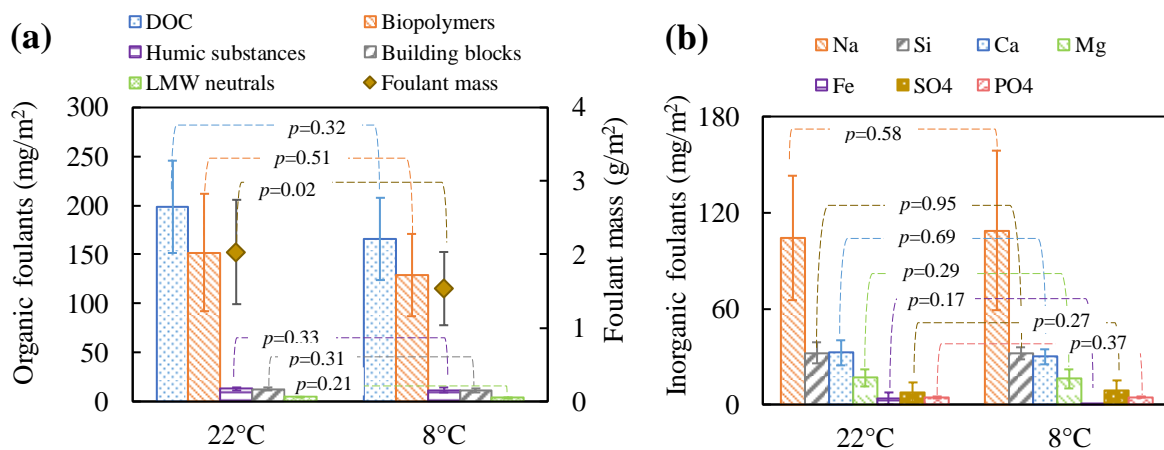 (a)
DOC
Biopolymers
Humic substances
Building blocks
LMW neutrals
Foulant mass
Organic foulants (mg/m2)
300
250
200
150
100
50
0
p=0.32
p=0.51
p=0.02
p=0.33
p=0.31
p=0.21
4
3
2
1
0
Foulant mass (g/m2)
22°C
8°C
(b)
Na
Si
Ca
Mg
Fe
SO4
PO4
Inorganic foulants (mg/m2)
180
120
60
0
p=0.58
p=0.95
p=0.69
p=0.29
p=0.17
p=0.27
p=0.37
22°C
8°C